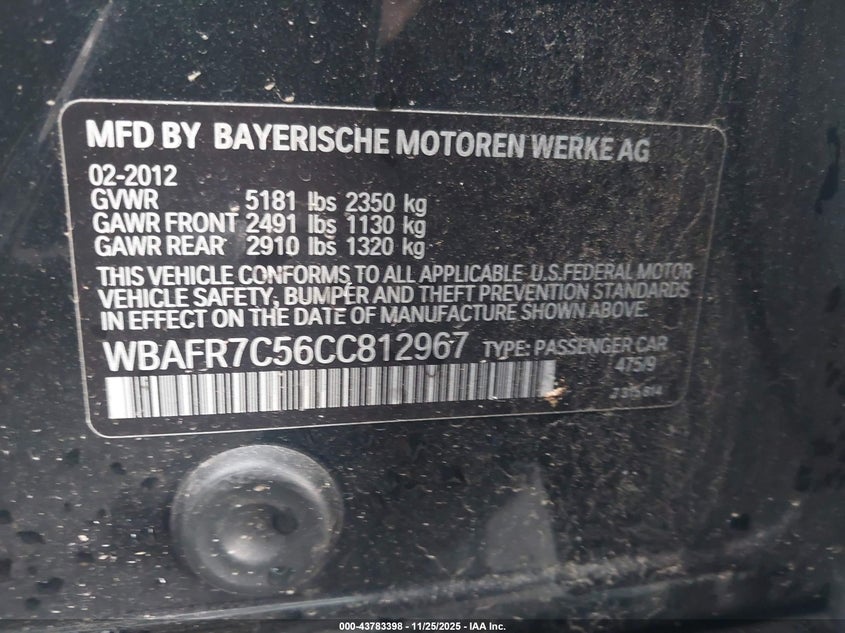 MFD BY BAYERISCHE MOTOREN WERKE AG
02-2012
GVWR 5181 lbs 2350 kg
GAWR FRONT 2491 lbs 1130 kg
GAWR REAR 2910 lbs 1320 kg
THIS VEHICLE CONFORMS TO ALL APPLICABLE U.S.FEDERAL MOTOR
VEHICLE SAFETY, BUMPER AND THEFT PREVENTION STANDARDS
IN EFFECT ON THE DATE OF MANUFACTURE SHOWN ABOVE.
WBAFR7C56CC812967 TYPE: PASSENGER CAR
475/9
000-43783398 - 11/25/2025 - IAA Inc.